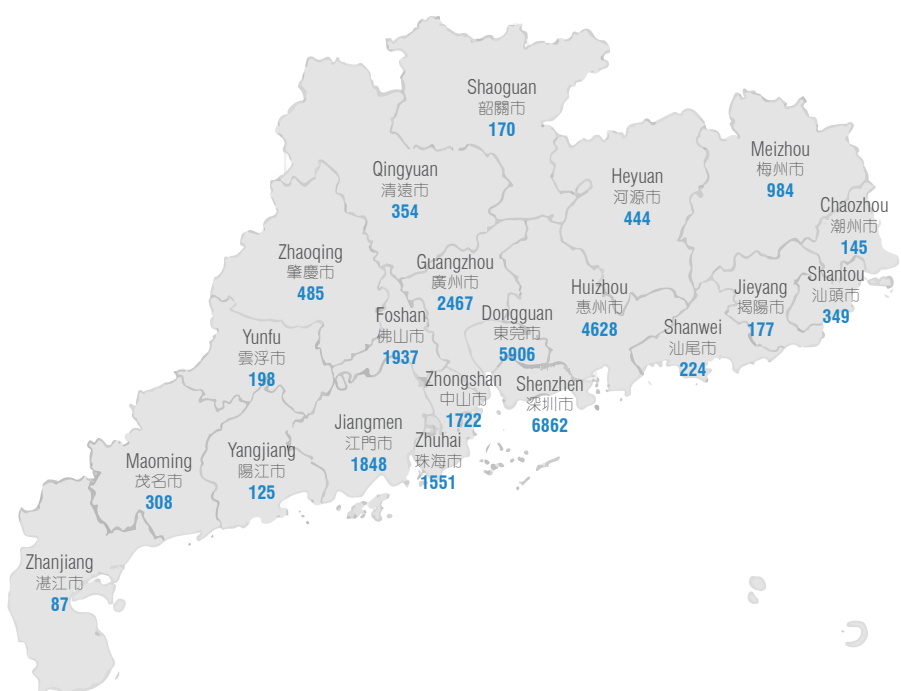 Shaoguan
韶關市
170
Meizhou
梅州市
984
Qingyuan
清遠市
354
Heyuan
河源市
444
Chaozhou
潮州市
145
Zhaoqing
肇慶市
485
Guangzhou
廣州市
2467
Huizhou
惠州市
4628
Jieyang
揭陽市
177
Shantou
汕頭市
349
Foshan
佛山市
1937
Dongguan
東莞市
5906
Shanwei
汕尾市
224
Yunfu
雲浮市
198
Zhongshan
中山市
1722
Shenzhen
深圳市
6862
Jiangmen
江門市
1848
Zhuhai
珠海市
1551
Yangjiang
陽江市
125
Maoming
茂名市
308
Zhanjiang
湛江市
87